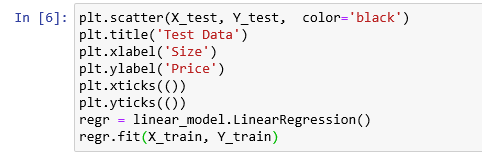 In [6]: plt.scatter(X_test, Y_test,  color='black')
plt.title('Test Data')
plt.xlabel('Size')
plt.ylabel('Price')
plt.xticks(())
plt.yticks(())
regr = linear_model.LinearRegression()
regr.fit(X_train, Y_train)